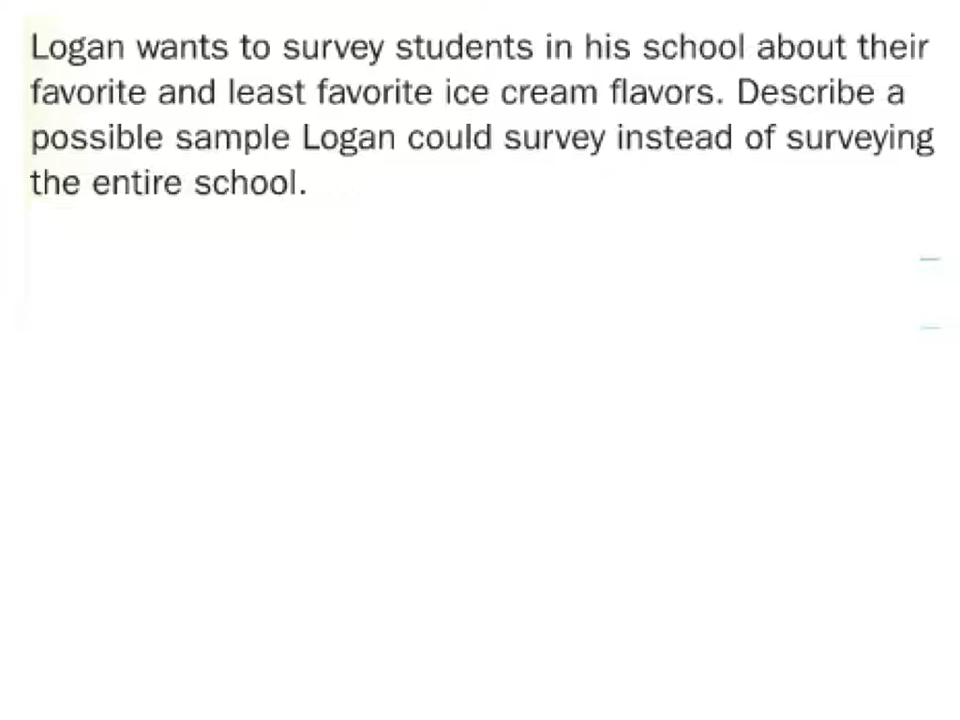 Logan wants to survey students in his school about their
favorite and least favorite ice cream flavors. Describe a
possible sample Logan could survey instead of surveying
the entire school.